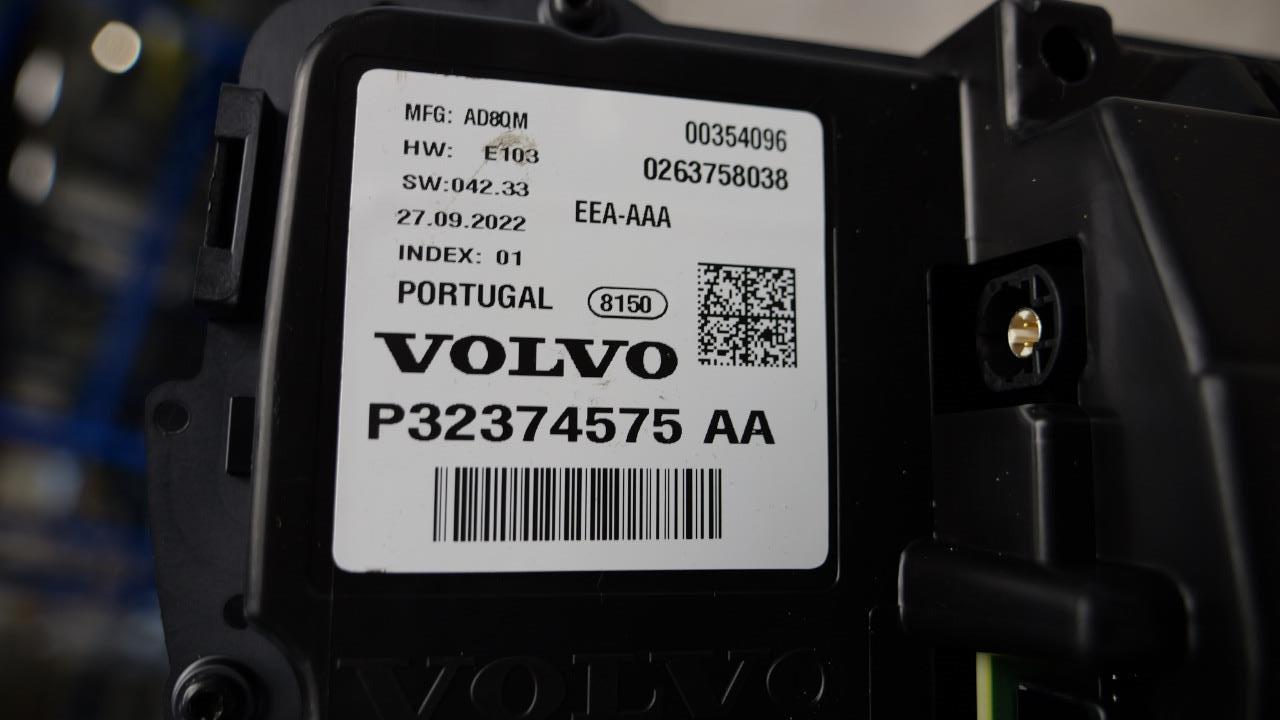 MFG: AD8QM
00354096
HW: E103
0263758038
SW:042.33
27.09.2022
EEA-AAA
INDEX: 01
PORTUGAL
8150
VOLVO
P32374575 AA
VOLVO